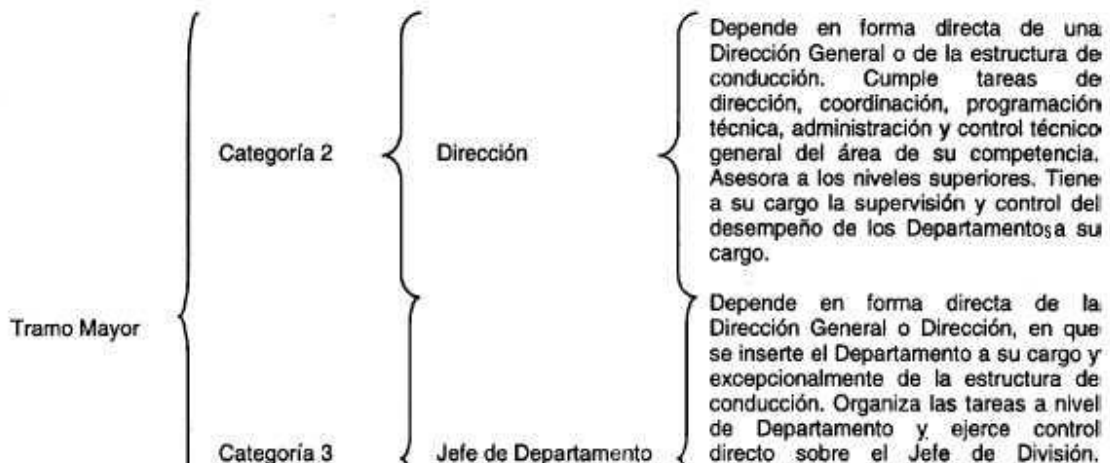 Depende en forma directa de una
Dirección General o de la estructura de
conducción. Cumple tareas de
dirección, coordinación, programación
técnica, administración y control técnico
Categoría 2 Dirección general del área de su competencia.
Asesora a los niveles superiores. Tiene
a su cargo la supervisión y control del
desempeño de los Departamentos a su
cargo.
Depende en forma directa de la
Tramo Mayor Dirección General o Dirección, en que
se inserte el Departamento a su cargo y
excepcionalmente de la estructura de
conducción. Organiza las tareas a nivel
de Departamento y ejerce control
Categoría 3 Jefe de Departamento directo sobre el Jefe de División,